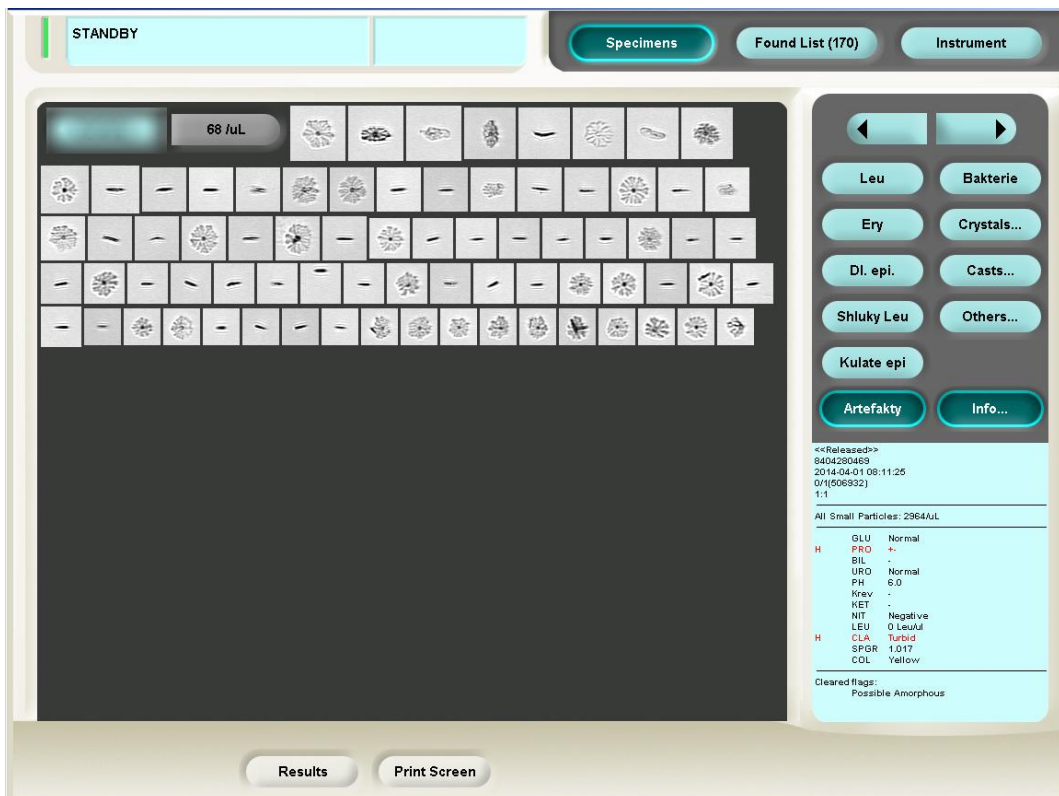 STANDBY
Specimens
Found List (170)
Instrument
68 /uL
Leu
Bakterie
Ery
Crystals...
Dl. epi.
Casts...
Shluky Leu
Others...
Kulate epi
Artefakty
Info...
<<Released>>
8404280469
2014-04-01 08:11:25
0/1(506932)
1:1
All Small Particles: 2964/uL
GLU Normal
H PRO +-
BIL -
URO Normal
PH 6.0
Krev -
KET -
NIT Negative
LEU 0 Leu/ul
H CLA Turbid
SPGR 1.017
COL Yellow
Cleared flags:
Possible Amorphous
Results
Print Screen